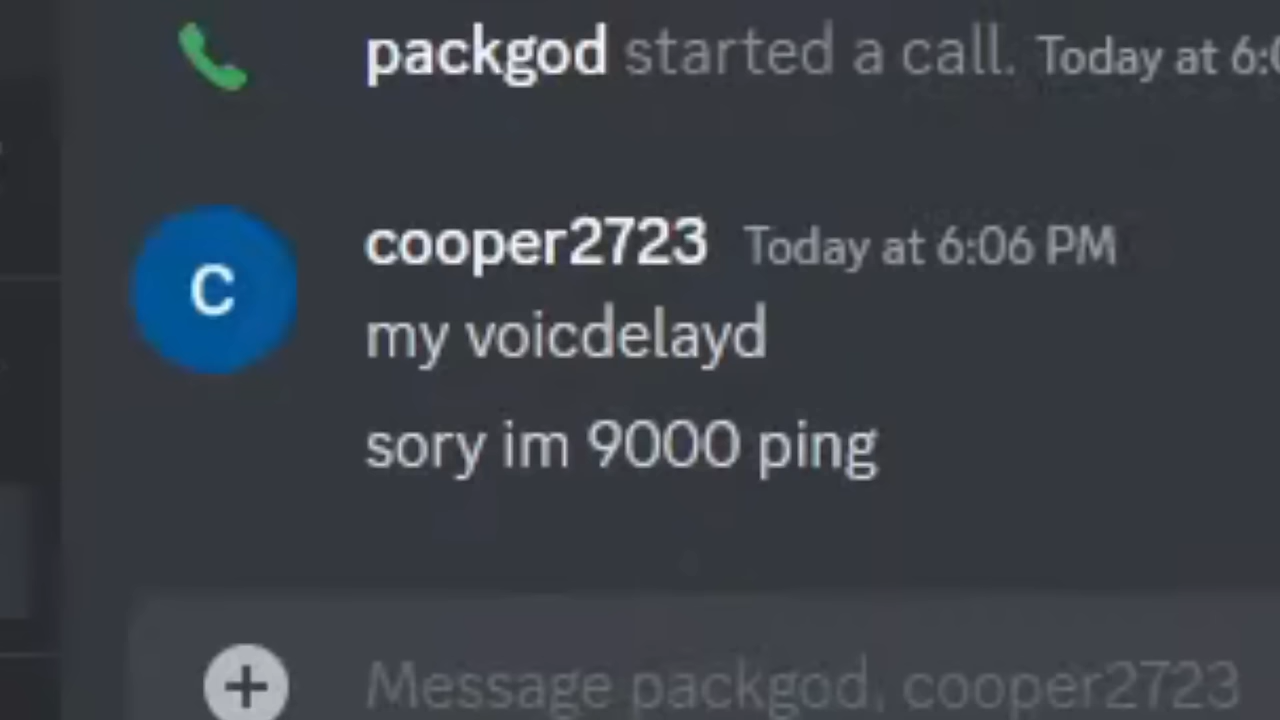 packgod started a call. Today at 6:0
C
cooper2723 Today at 6:06 PM
my voicdelayd
sory im 9000 ping
Message packgod, cooper2723